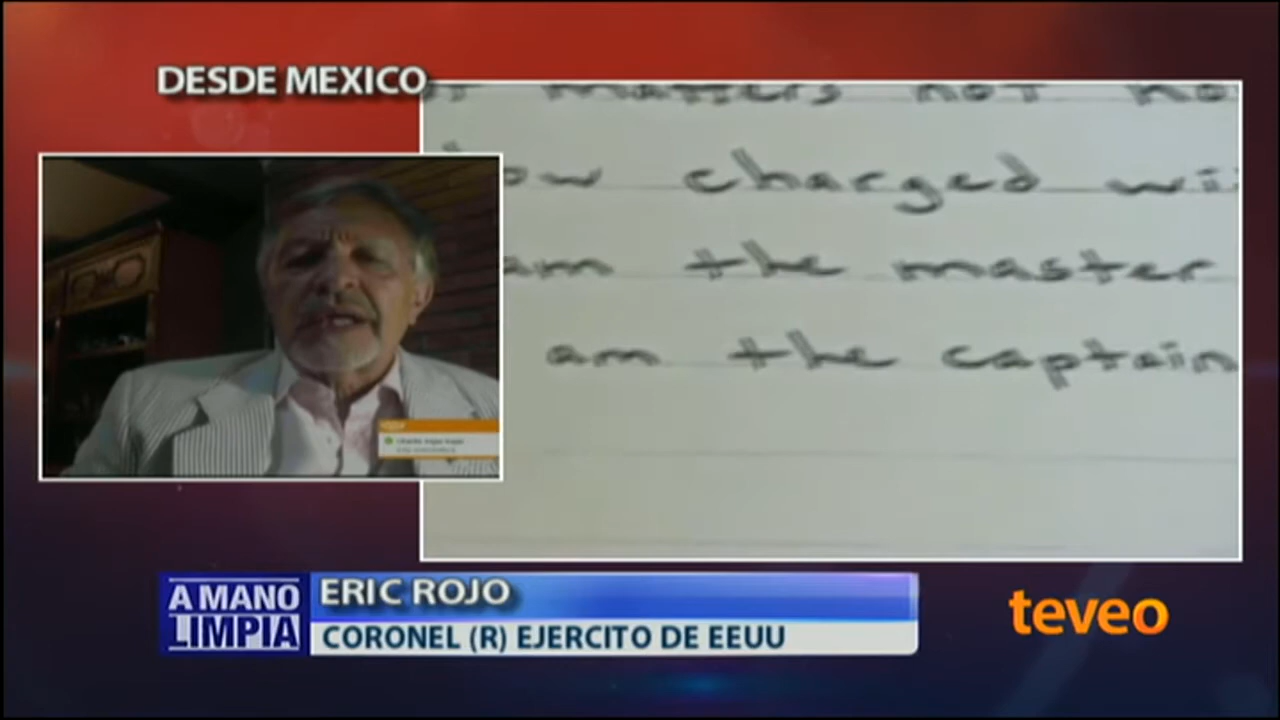 DESDE MEXICO
matters not
charged
am the master
am the captain
A MANO
LIMPIA
ERIC ROJO
CORONEL (R) EJERCITO DE EEUU
teveo